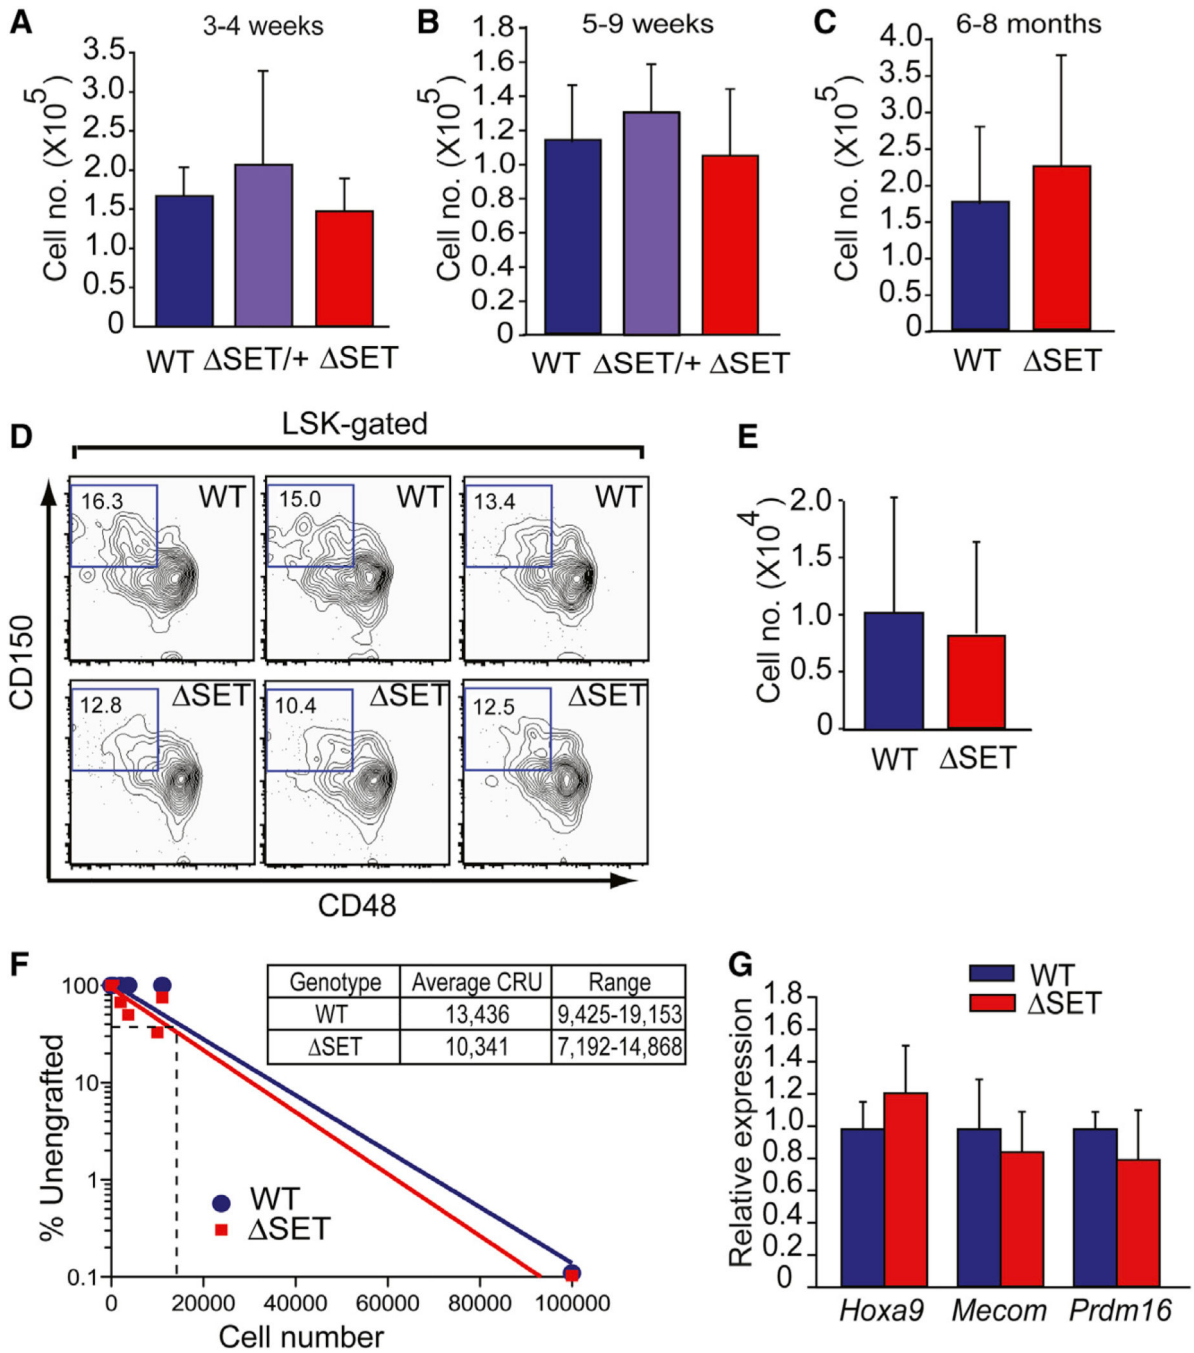 A
3-4 weeks
Cell no. (X10^5)
3.5
3.0
2.5
2.0
1.5
1.0
0.5
0
WT ΔSET/+ ΔSET
B
5-9 weeks
Cell no. (X10^5)
1.8
1.6
1.4
1.2
1.0
0.8
0.6
0.4
0.2
0
WT ΔSET/+ ΔSET
C
6-8 months
Cell no. (X10^5)
4.0
3.5
3.0
2.5
2.0
1.5
1.0
0.5
0
WT ΔSET
D
LSK-gated
16.3 WT 15.0 WT 13.4 WT
12.8 ΔSET 10.4 ΔSET 12.5 ΔSET
CD150
CD48
E
Cell no. (X10^4)
2.0
1.5
1.0
0.5
0
WT ΔSET
F
% Unengrafted
100
10
1
0.1
Genotype Average CRU Range
WT 13,436 9,425-19,153
ΔSET 10,341 7,192-14,868
WT
ΔSET
0 20000 40000 60000 80000 100000
Cell number
G
WT
ΔSET
Relative expression
1.8
1.6
1.4
1.2
1.0
0.8
0.6
0.4
0.2
0
Hoxa9 Mecom Prdm16